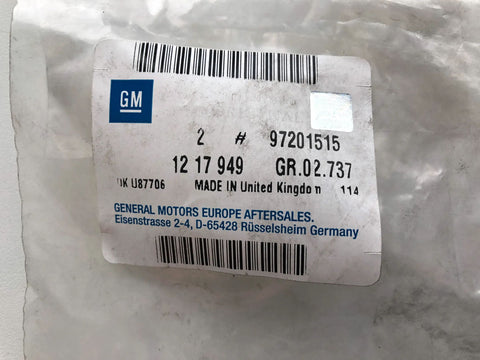 GM
2 # 97201515
12 17 949 GR.02.737
UK U87706 MADE IN United Kingdom 114
GENERAL MOTORS EUROPE AFTERSALES.
Eisenstrasse 2-4, D-65428 Rüsselsheim Germany